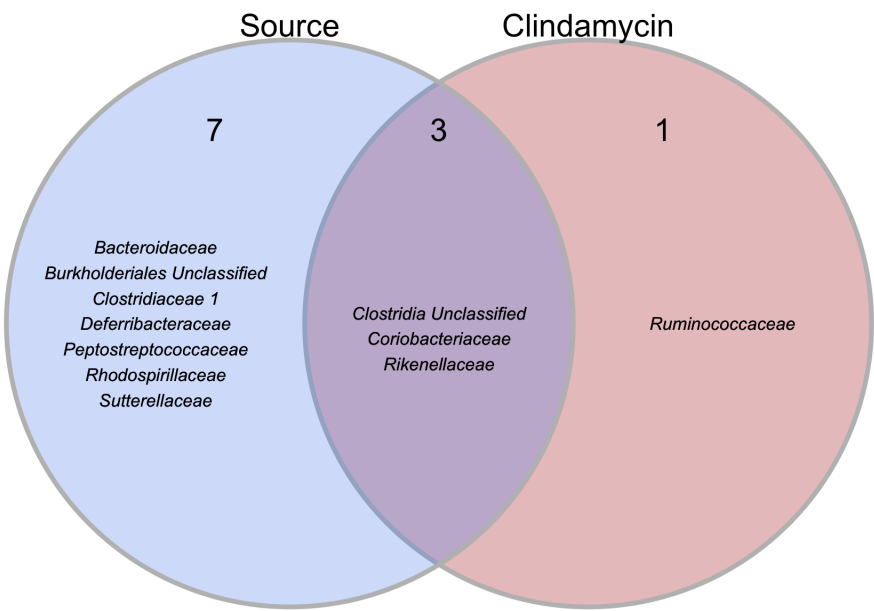 Source
Clindamycin
7
3
1
Bacteroidaceae
Burkholderiales Unclassified
Clostridiaceae 1
Deferribacteraceae
Peptostreptococcaceae
Rhodospirillaceae
Sutterellaceae
Clostridia Unclassified
Coriobacteriaceae
Rikenellaceae
Ruminococcaceae